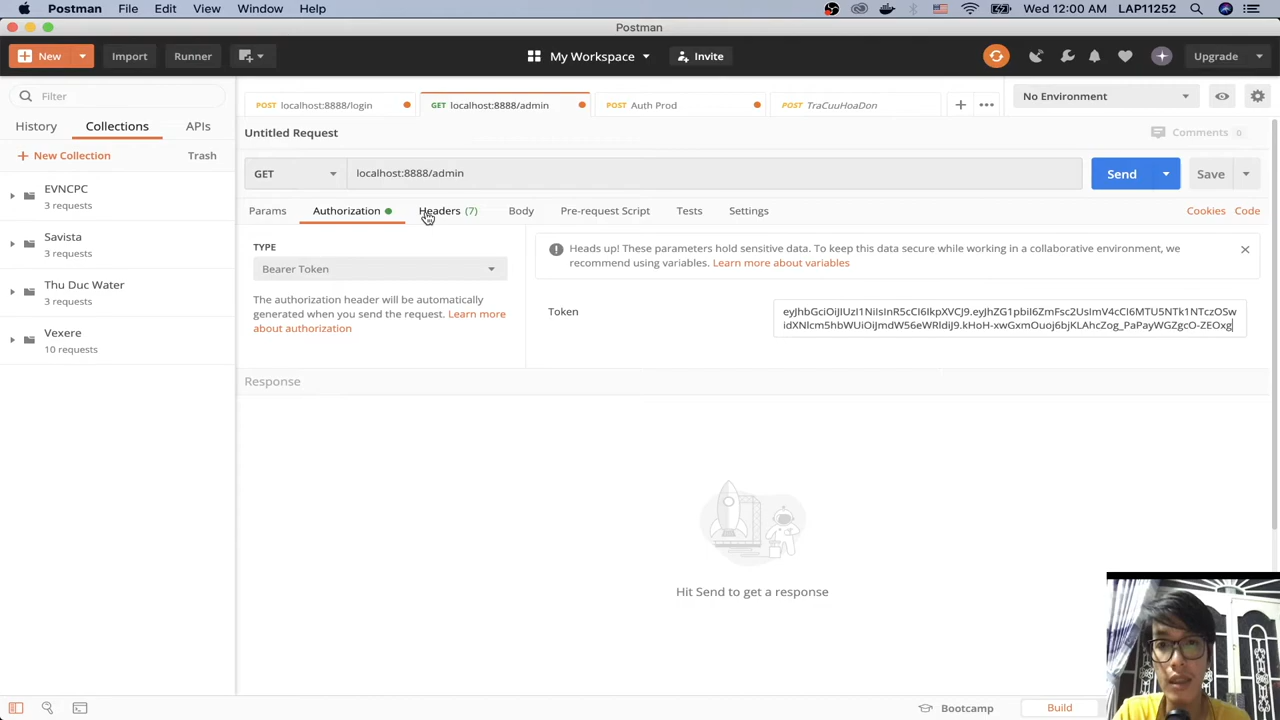 Postman File Edit View Window Help Wed 12:00 AM LAP11252
Postman
New Import Runner My Workspace Invite Upgrade
Filter
History Collections APIs
New Collection Trash
EVNCPC
3 requests
Savista
3 requests
Thu Duc Water
3 requests
Vexere
10 requests
POST localhost:8888/login GET localhost:8888/admin POST Auth Prod POST TraCuuHoaDon No Environment
Untitled Request Comments 0
GET localhost:8888/admin Send Save
Params Authorization Headers (7) Body Pre-request Script Tests Settings Cookies Code
TYPE
Bearer Token
The authorization header will be automatically
generated when you send the request. Learn more
about authorization
Heads up! These parameters hold sensitive data. To keep this data secure while working in a collaborative environment, we
recommend using variables. Learn more about variables
Token
Response
Hit Send to get a response
Bootcamp Build